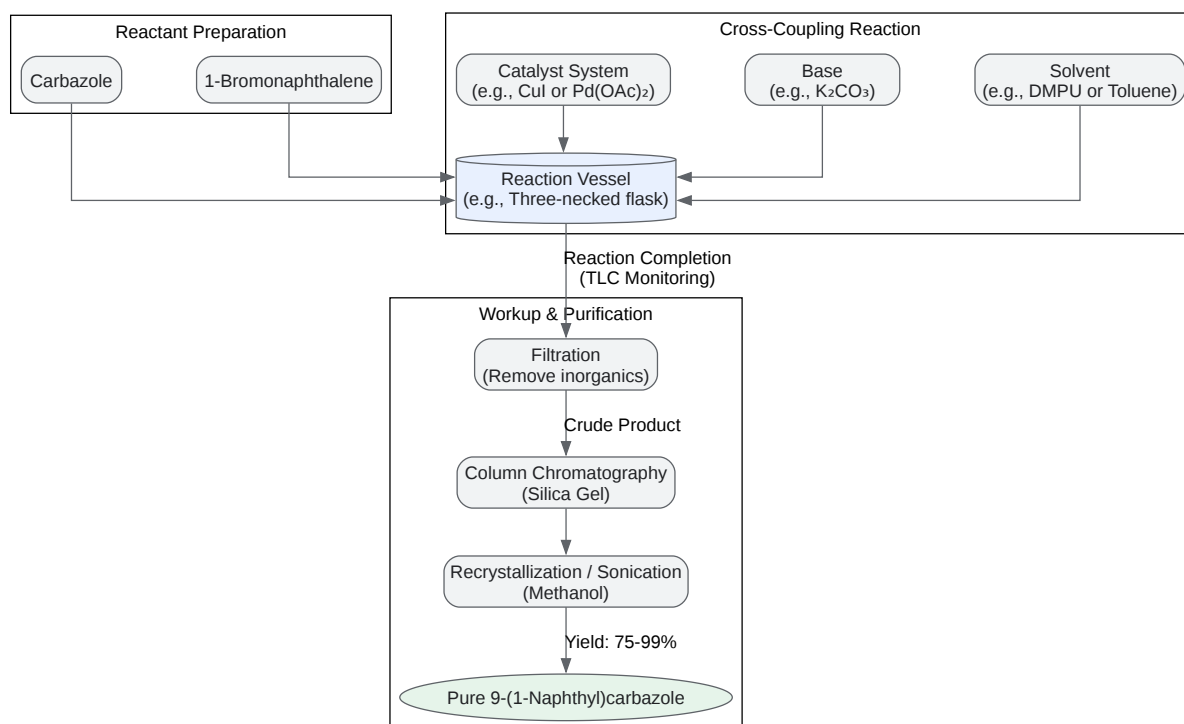 Reactant Preparation
Carbazole
1-Bromonaphthalene
Cross-Coupling Reaction
Catalyst System
(e.g., CuI or Pd(OAc)₂)
Base
(e.g., K₂CO₃)
Solvent
(e.g., DMPU or Toluene)
Reaction Vessel
(e.g., Three-necked flask)
Reaction Completion
(TLC Monitoring)
Workup & Purification
Filtration
(Remove inorganics)
Crude Product
Column Chromatography
(Silica Gel)
Recrystallization / Sonication
(Methanol)
Yield: 75-99%
Pure 9-(1-Naphthyl)carbazole